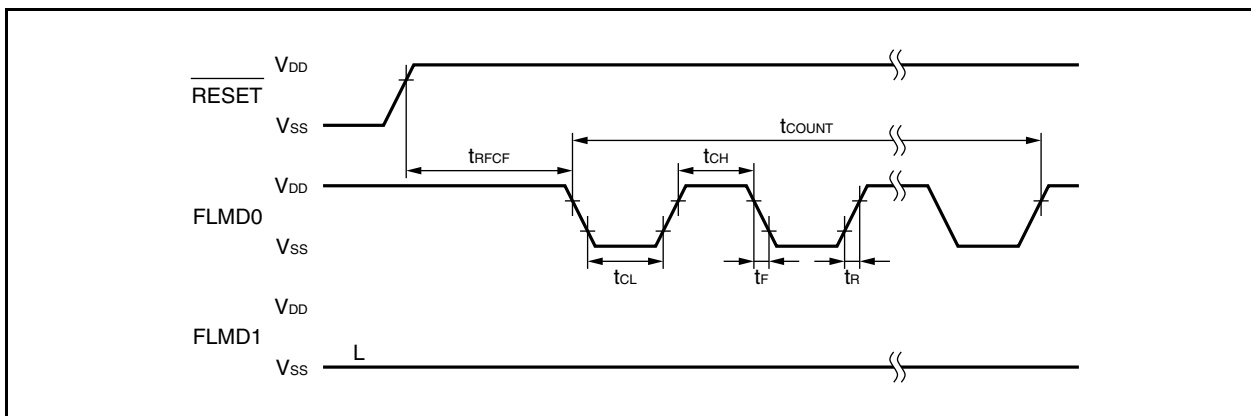 VDD
RESET
VSS
tCOUNT
tRFCF
tCH
VDD
FLMD0
VSS
tCL
tF
tR
VDD
FLMD1
L
VSS